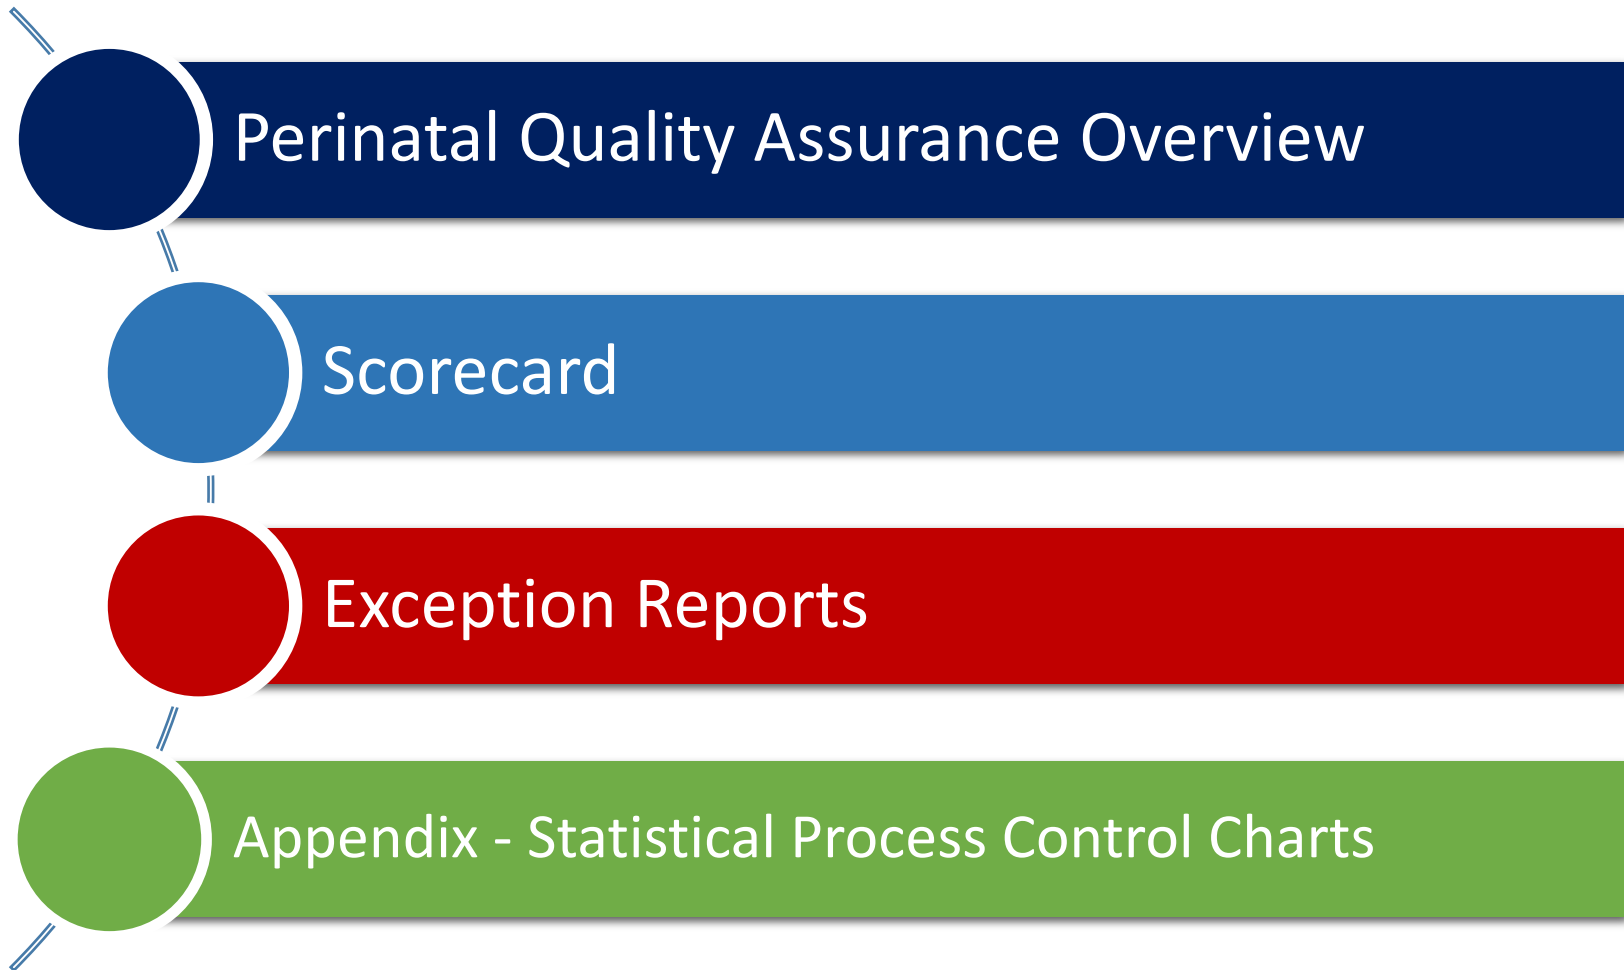 Perinatal Quality Assurance Overview
Scorecard
Exception Reports
Appendix - Statistical Process Control Charts